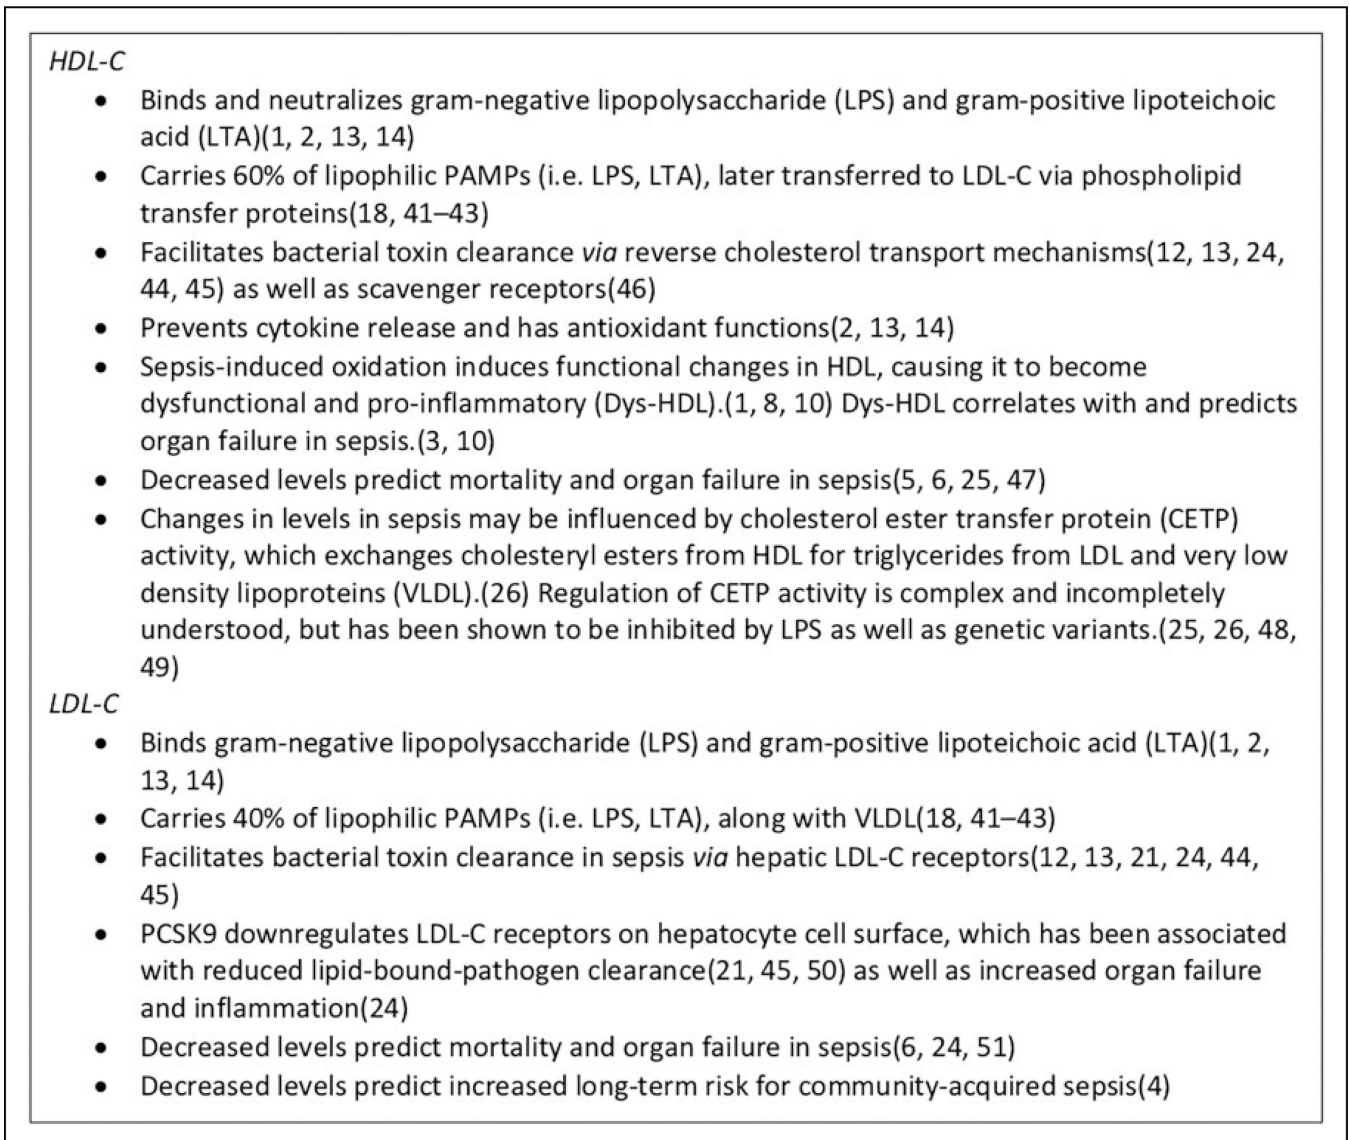 HDL-C
• Binds and neutralizes gram-negative lipopolysaccharide (LPS) and gram-positive lipoteichoic
acid (LTA)(1, 2, 13, 14)
• Carries 60% of lipophilic PAMPs (i.e. LPS, LTA), later transferred to LDL-C via phospholipid
transfer proteins(18, 41–43)
• Facilitates bacterial toxin clearance via reverse cholesterol transport mechanisms(12, 13, 24,
44, 45) as well as scavenger receptors(46)
• Prevents cytokine release and has antioxidant functions(2, 13, 14)
• Sepsis-induced oxidation induces functional changes in HDL, causing it to become
dysfunctional and pro-inflammatory (Dys-HDL).(1, 8, 10) Dys-HDL correlates with and predicts
organ failure in sepsis.(3, 10)
• Decreased levels predict mortality and organ failure in sepsis(5, 6, 25, 47)
• Changes in levels in sepsis may be influenced by cholesterol ester transfer protein (CETP)
activity, which exchanges cholesteryl esters from HDL for triglycerides from LDL and very low
density lipoproteins (VLDL).(26) Regulation of CETP activity is complex and incompletely
understood, but has been shown to be inhibited by LPS as well as genetic variants.(25, 26, 48,
49)
LDL-C
• Binds gram-negative lipopolysaccharide (LPS) and gram-positive lipoteichoic acid (LTA)(1, 2,
13, 14)
• Carries 40% of lipophilic PAMPs (i.e. LPS, LTA), along with VLDL(18, 41–43)
• Facilitates bacterial toxin clearance in sepsis via hepatic LDL-C receptors(12, 13, 21, 24, 44,
45)
• PCSK9 downregulates LDL-C receptors on hepatocyte cell surface, which has been associated
with reduced lipid-bound-pathogen clearance(21, 45, 50) as well as increased organ failure
and inflammation(24)
• Decreased levels predict mortality and organ failure in sepsis(6, 24, 51)
• Decreased levels predict increased long-term risk for community-acquired sepsis(4)